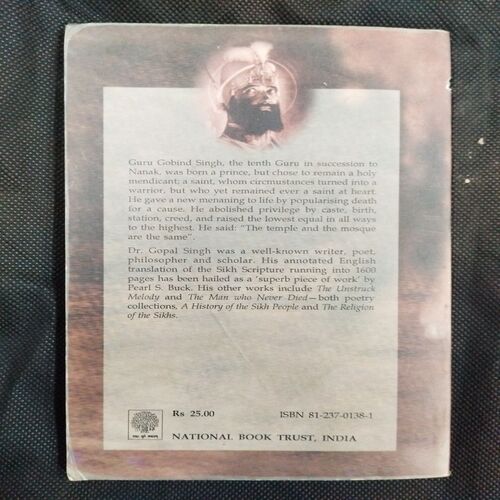 Guru Gobind Singh, the tenth Guru in succession to
Nanak, was born a prince, but chose to remain a holy
mendicant; a saint, whom circmustances turned into a
warrior, but who yet remained ever a saint at heart.
He gave a new menaning to life by popularising death
for a cause. He abolished privilege by caste, birth,
station, creed, and raised the lowest equal in all ways
to the highest. He said: "The temple and the mosque
are the same".
Dr. Gopal Singh was a well-known writer, poet,
philosopher and scholar. His annotated English
translation of the Sikh Scripture running into 1600
pages has been hailed as a 'superb piece of work' by
Pearl S. Buck. His other works include The Unstruck
Melody and The Man who Never Died—both poetry
collections, A History of the Sikh People and The Religion
of the Sikhs.
Rs 25.00
ISBN 81-237-0138-1
NATIONAL BOOK TRUST, INDIA